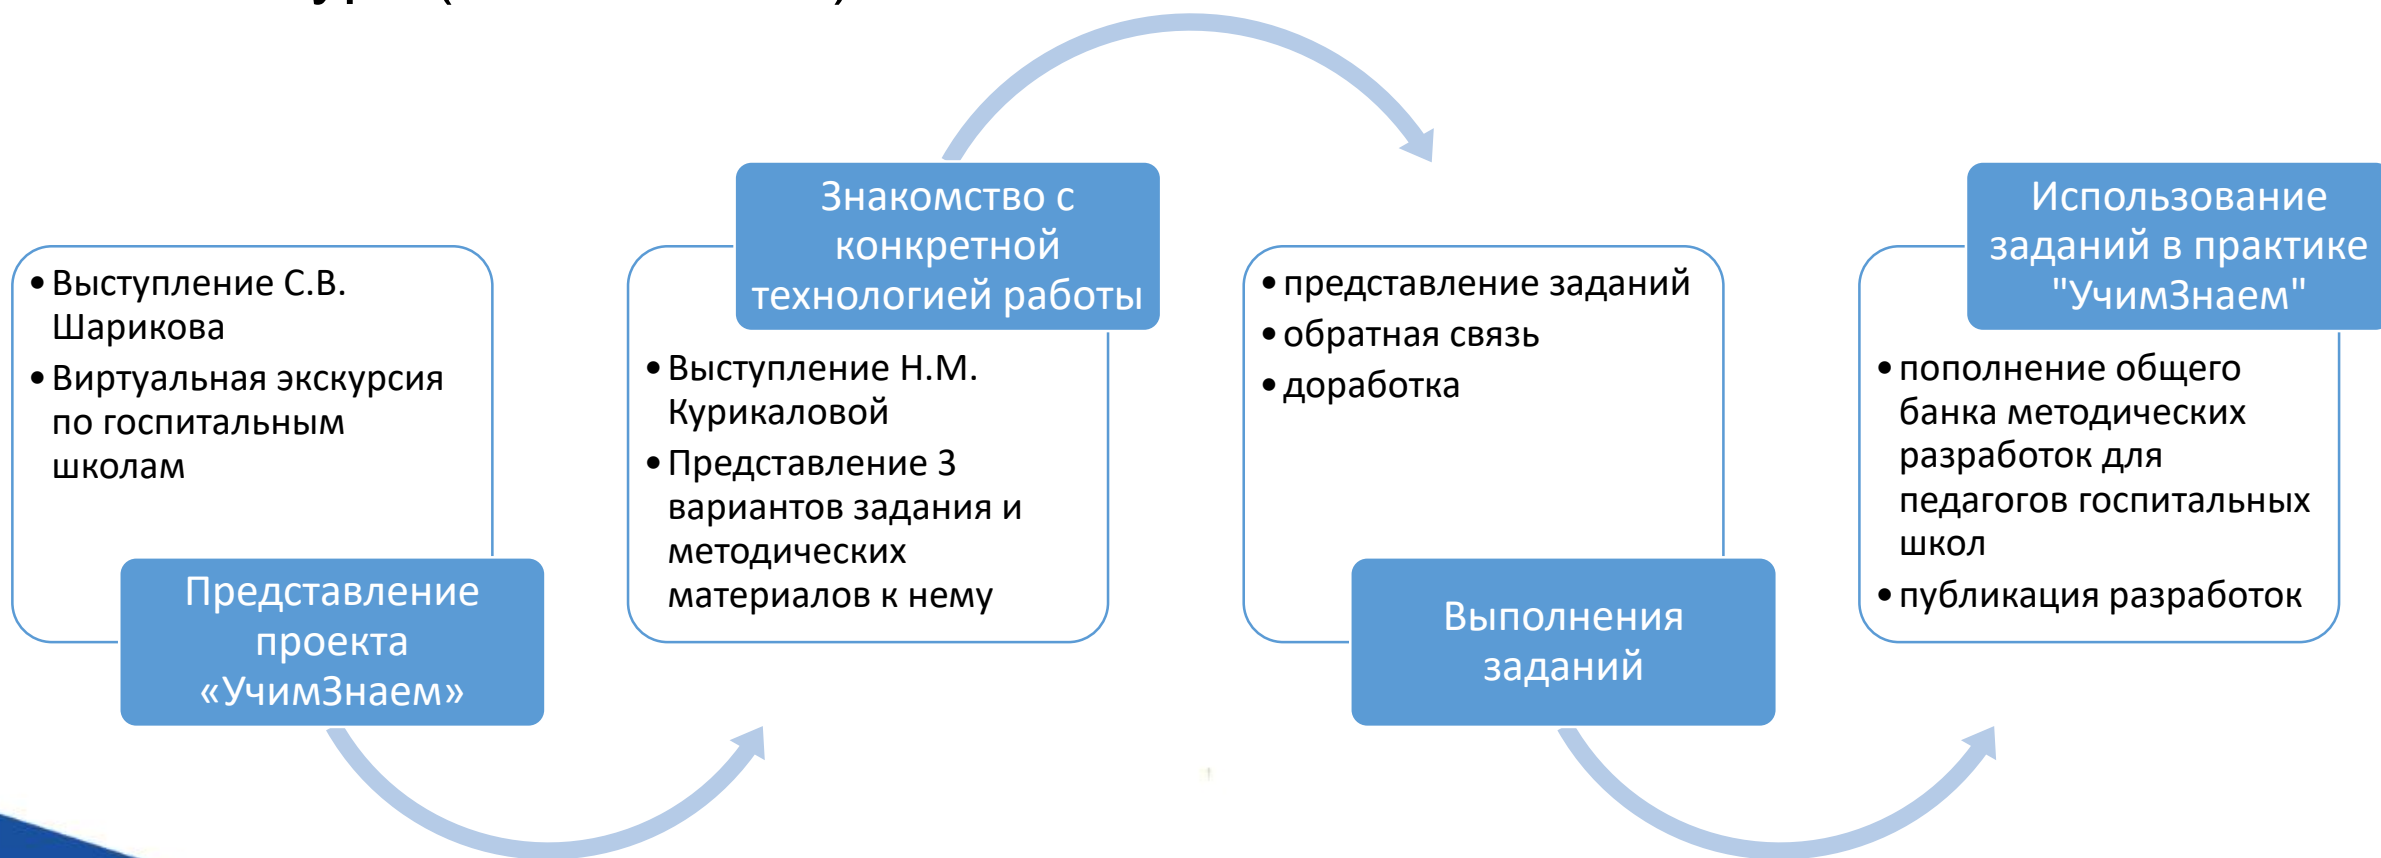 • Выступление С.В.
Шарикова
• Виртуальная экскурсия
по госпитальным
школам
Представление
проекта
«УчимЗнаем»
Знакомство с
конкретной
технологией работы
• Выступление Н.М.
Курикаловой
• Представление 3
вариантов задания и
методических
материалов к нему
• представление заданий
• обратная связь
• доработка
Выполнения
заданий
Использование
заданий в практике
"УчимЗнаем"
• пополнение общего
банка методических
разработок для
педагогов госпитальных
школ
• публикация разработок